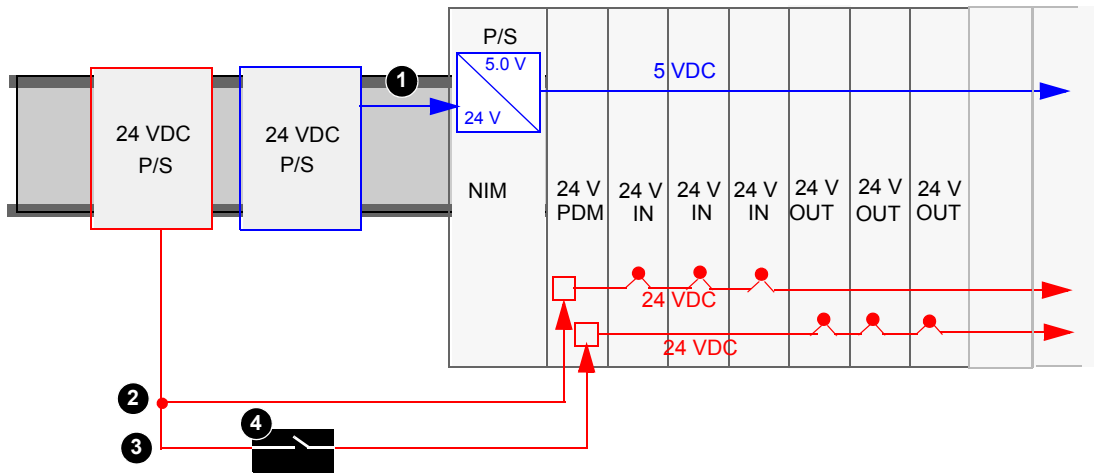 P/S
5.0 V
24 V
1
5 VDC
24 VDC
P/S
24 VDC
P/S
NIM
24 V
PDM
24 V
IN
24 V
IN
24 V
IN
24 V
OUT
24 V
OUT
24 V
OUT
24 VDC
24 VDC
2
3
4